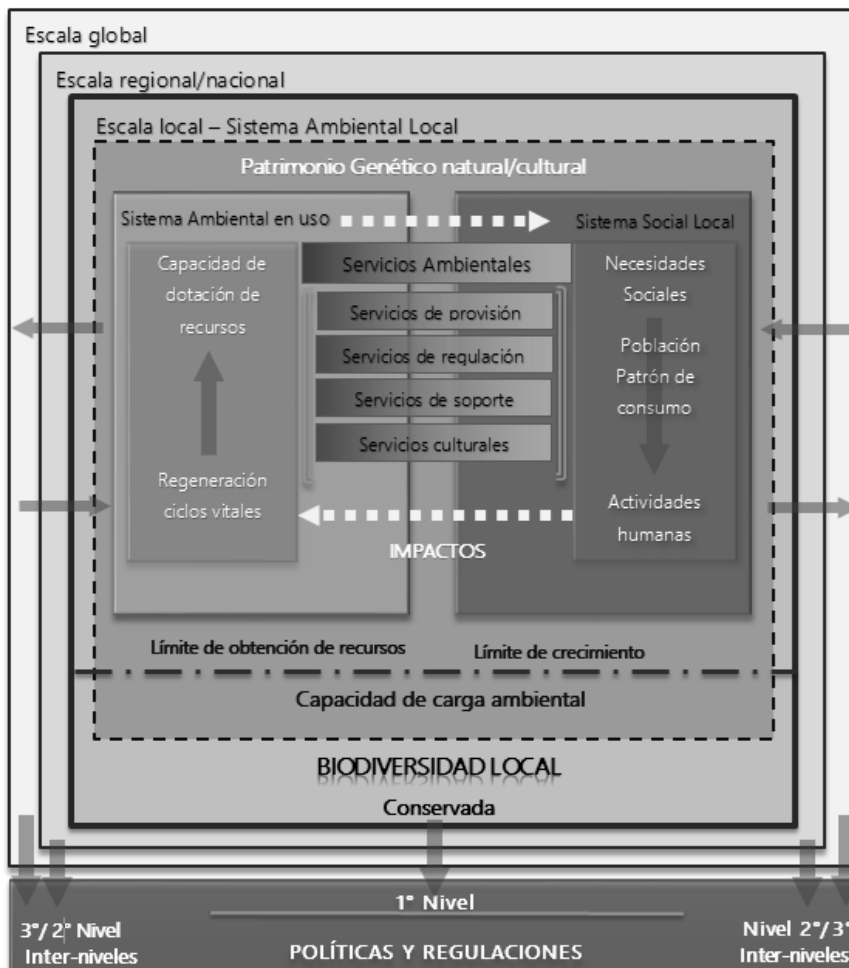 Escala global
Escala regional/nacional
Escala local – Sistema Ambiental Local
Patrimonio Genético natural/cultural
Sistema Ambiental en uso
Sistema Social Local
Capacidad de
dotación de
recursos
Regeneración
ciclos vitales
Servicios Ambientales
Servicios de provisión
Servicios de regulación
Servicios de soporte
Servicios culturales
Necesidades
Sociales
Población
Patrón de
consumo
Actividades
humanas
IMPACTOS
Límite de obtención de recursos
Límite de crecimiento
Capacidad de carga ambiental
BIODIVERSIDAD LOCAL
Conservada
1° Nivel
3°/2° Nivel
Inter-niveles
POLÍTICAS Y REGULACIONES
Nivel 2°/3°
Inter-niveles